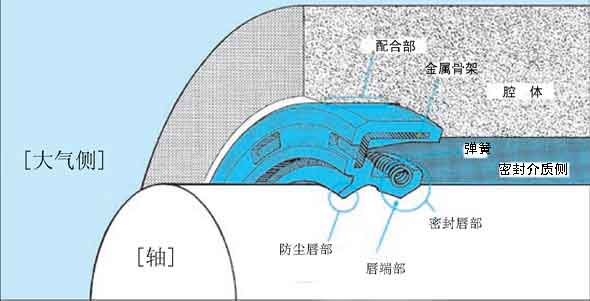 配合部
金属骨架
腔 体
弹簧
[大气侧]
密封介质侧
密封唇部
防尘唇部
[轴]
唇端部